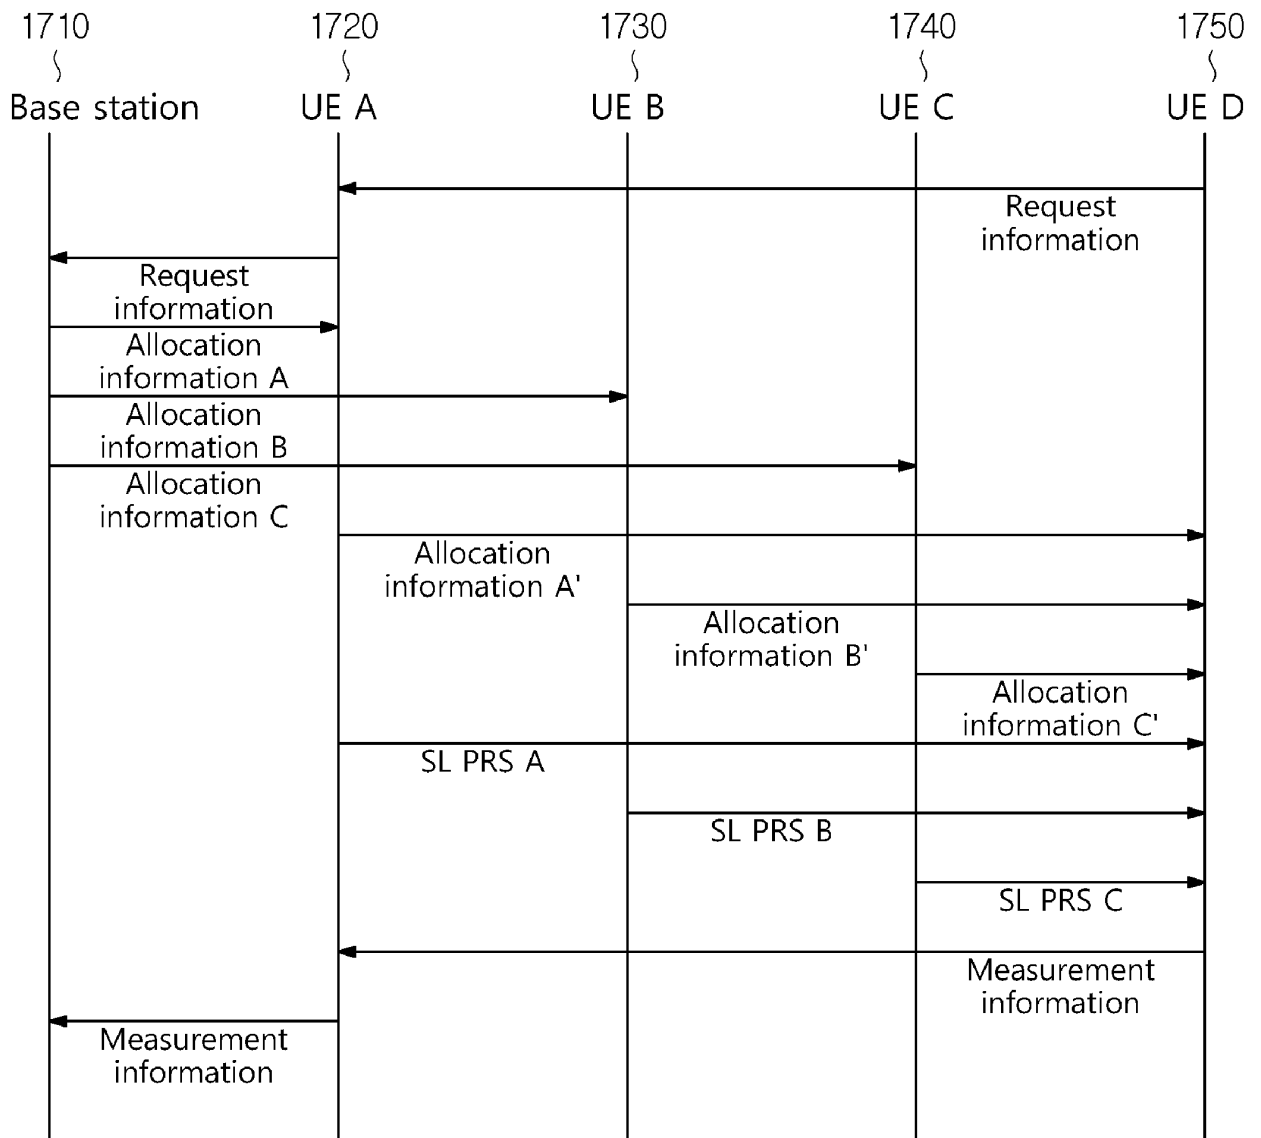 1710 1720 1730 1740 1750
Base station UE A UE B UE C UE D
Request
information
Request
information
Allocation
information A
Allocation
information B
Allocation
information C
Allocation
information A'
Allocation
information B'
Allocation
information C'
SL PRS A
SL PRS B
SL PRS C
Measurement
information
Measurement
information